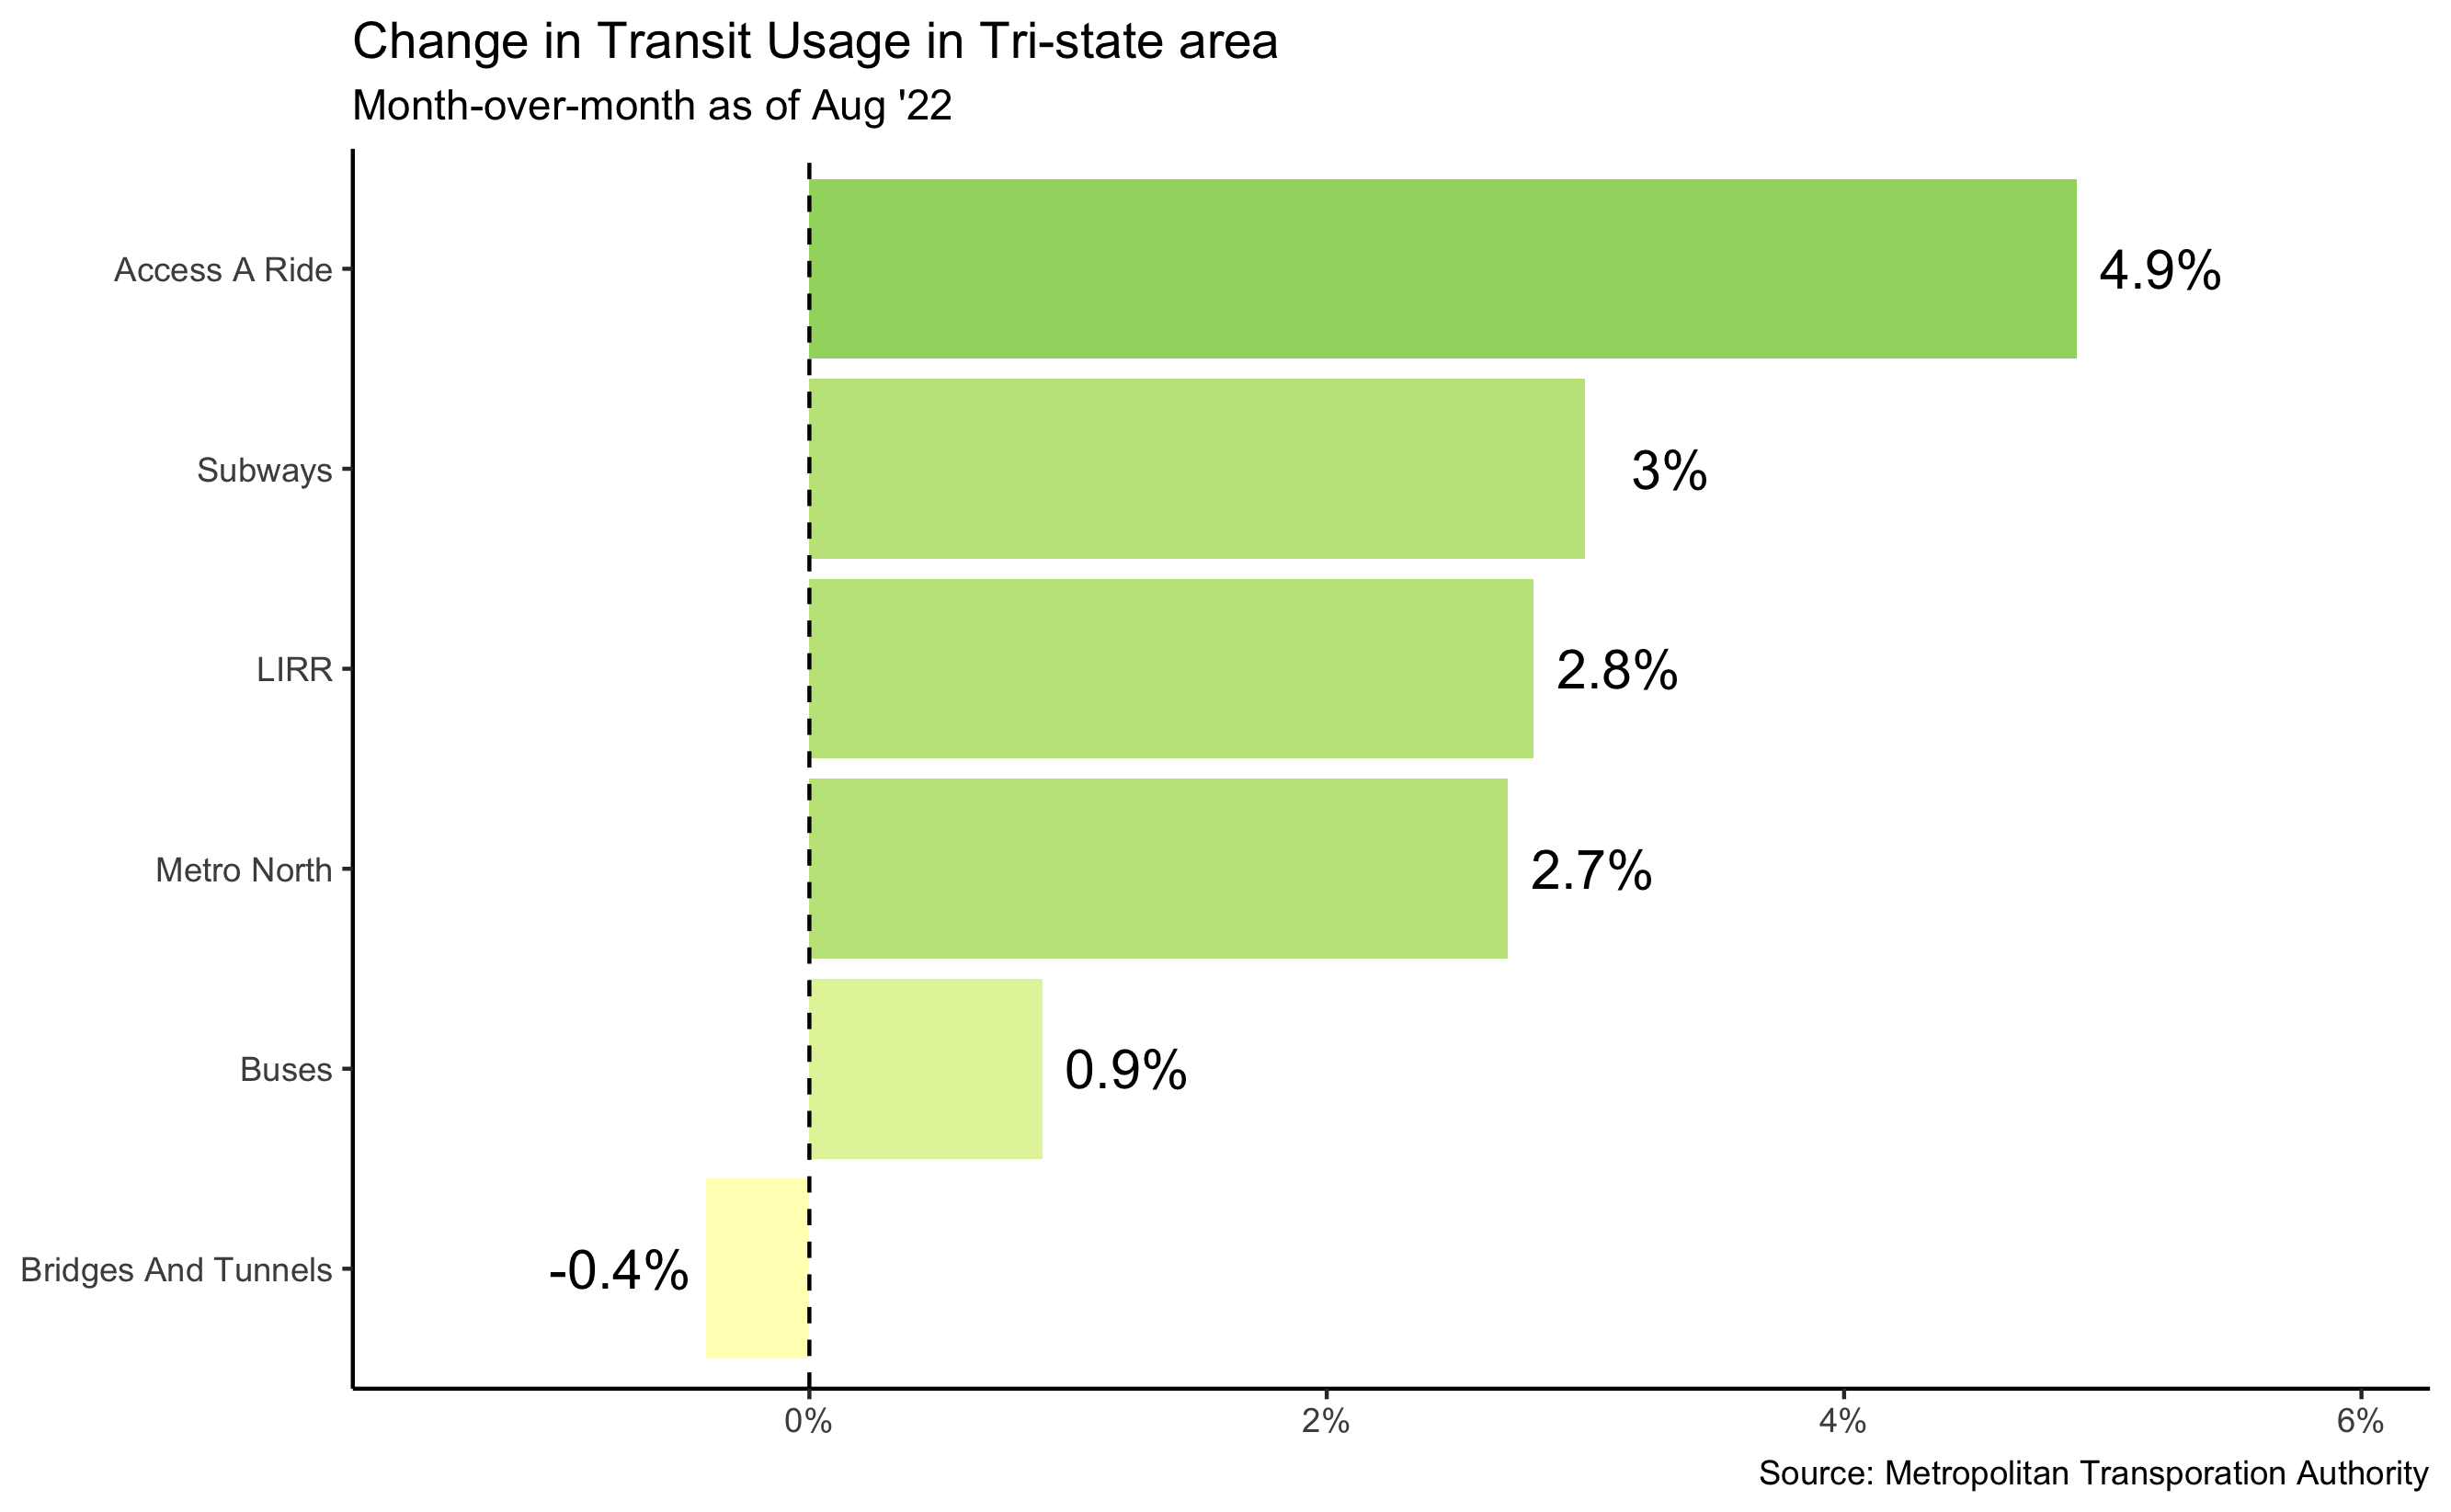 Change in Transit Usage in Tri-state area
Month-over-month as of Aug '22
Access A Ride
4.9%
Subways
3%
LIRR
2.8%
Metro North
2.7%
Buses
0.9%
Bridges And Tunnels
-0.4%
0%
2%
4%
6%
Source: Metropolitan Transporation Authority